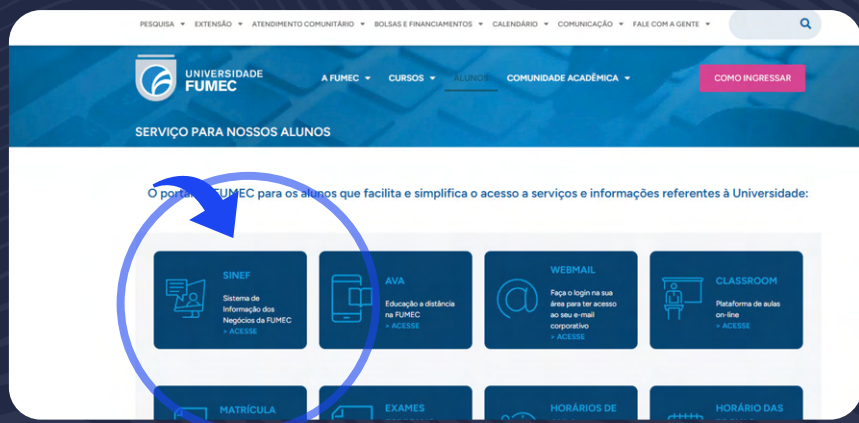 PESQUISA EXTENSÃO ATENDIMENTO COMUNITÁRIO BOLSAS E FINANCIAMENTOS CALENDÁRIO COMUNICAÇÃO FALE COM A GENTE
UNIVERSIDADE
FUMEC
A FUMEC CURSOS ALUNOS COMUNIDADE ACADÊMICA
COMO INGRESSAR
SERVIÇO PARA NOSSOS ALUNOS
O portal FUMEC para os alunos que facilita e simplifica o acesso a serviços e informações referentes à Universidade:
SINEF
Sistema de
Informação dos
Negócios da FUMEC
» ACESSE
AVA
Educação a distância
na FUMEC
» ACESSE
WEBMAIL
Faça o login na sua
área para ter acesso
ao seu e-mail
corporativo
» ACESSE
CLASSROOM
Plataforma de aulas
on-line
» ACESSE
MATRÍCULA
EXAMES
HORÁRIOS DE
HORÁRIO DAS